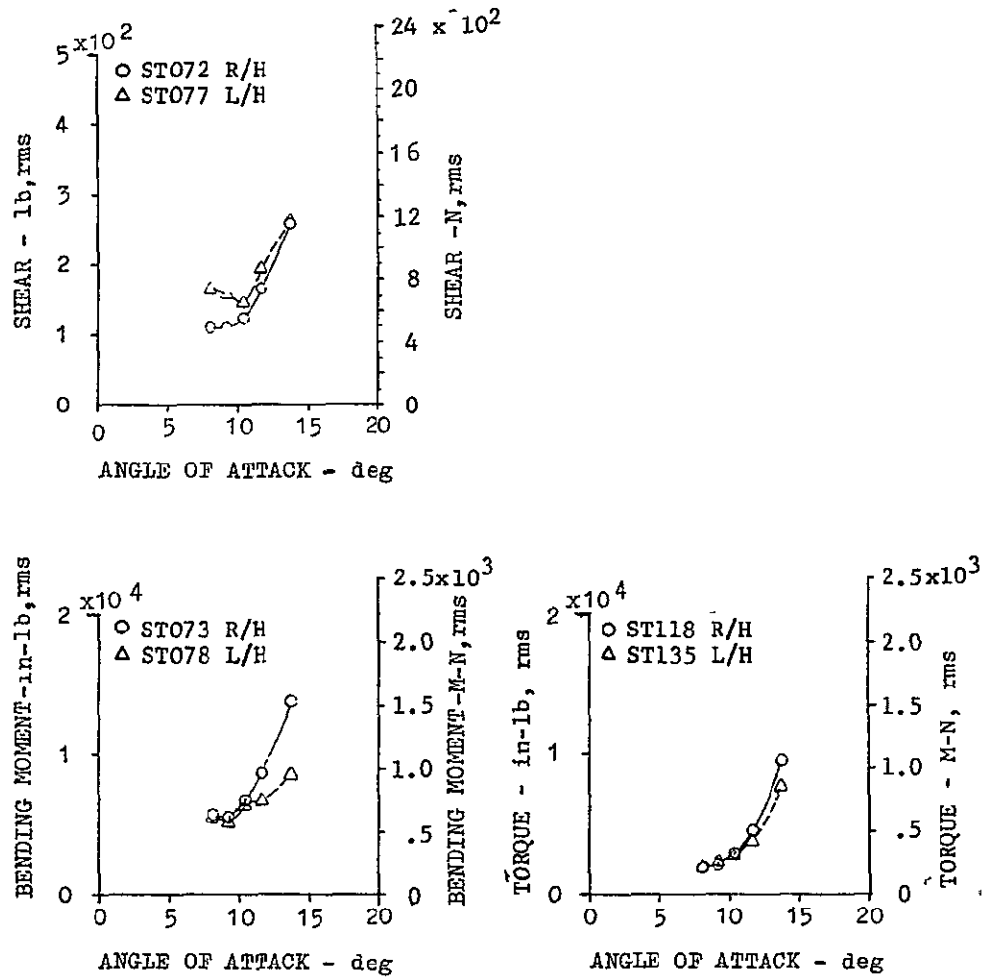 5 x10 2
24 x 10 2
○ ST072 R/H
△ ST077 L/H
4
3
2
1
0
20
16
12
8
4
0
SHEAR - lb,rms
SHEAR -N,rms
0 5 10 15 20
ANGLE OF ATTACK - deg
2 x10 4
2.5x10 3
○ ST073 R/H
△ ST078 L/H
1
0
2.0
1.5
1.0
.5
0
BENDING MOMENT-in-lb,rms
BENDING MOMENT-M-N,rms
0 5 10 15 20
ANGLE OF ATTACK - deg
2 x10 4
2.5x10 3
○ ST118 R/H
△ ST135 L/H
1
0
2.0
1.5
1.0
.5
0
TORQUE - in-lb, rms
TORQUE - M-N, rms
0 5 10 15 20
ANGLE OF ATTACK - deg